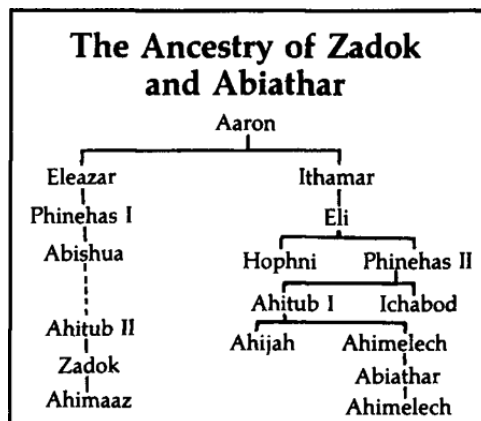 The Ancestry of Zadok
and Abiathar
Aaron
Eleazar Ithamar
Phinehas I Eli
Abishua Hophni Phinehas II
Ahitub I Ichabod
Ahitub II Ahijah Ahimelech
Zadok Abiathar
Ahimaaz Ahimelech